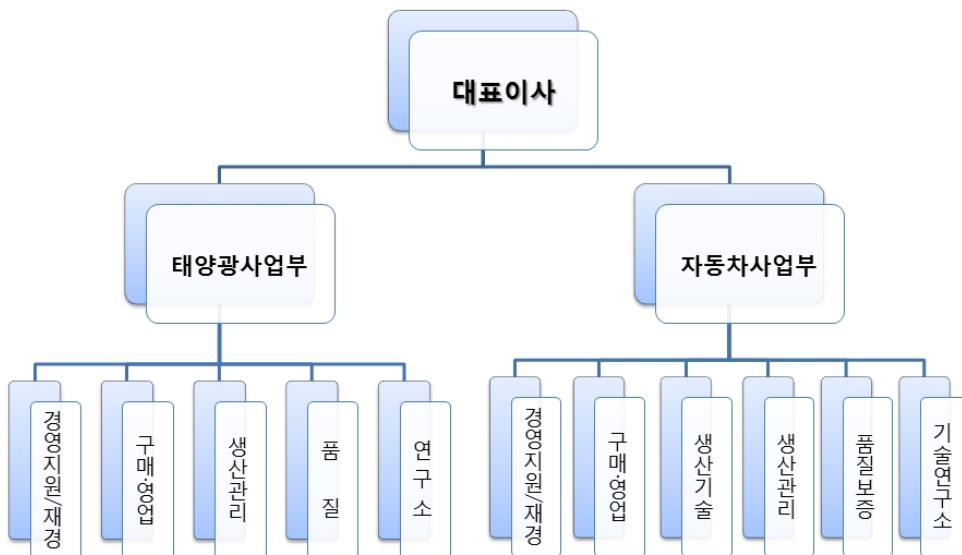 대표이사
태양광사업부
자동차사업부
경영지원/재경
구매·영업
생산관리
품 질
연구소
경영지원/재경
구매·영업
생산기술
생산관리
품질보증
기술연구소